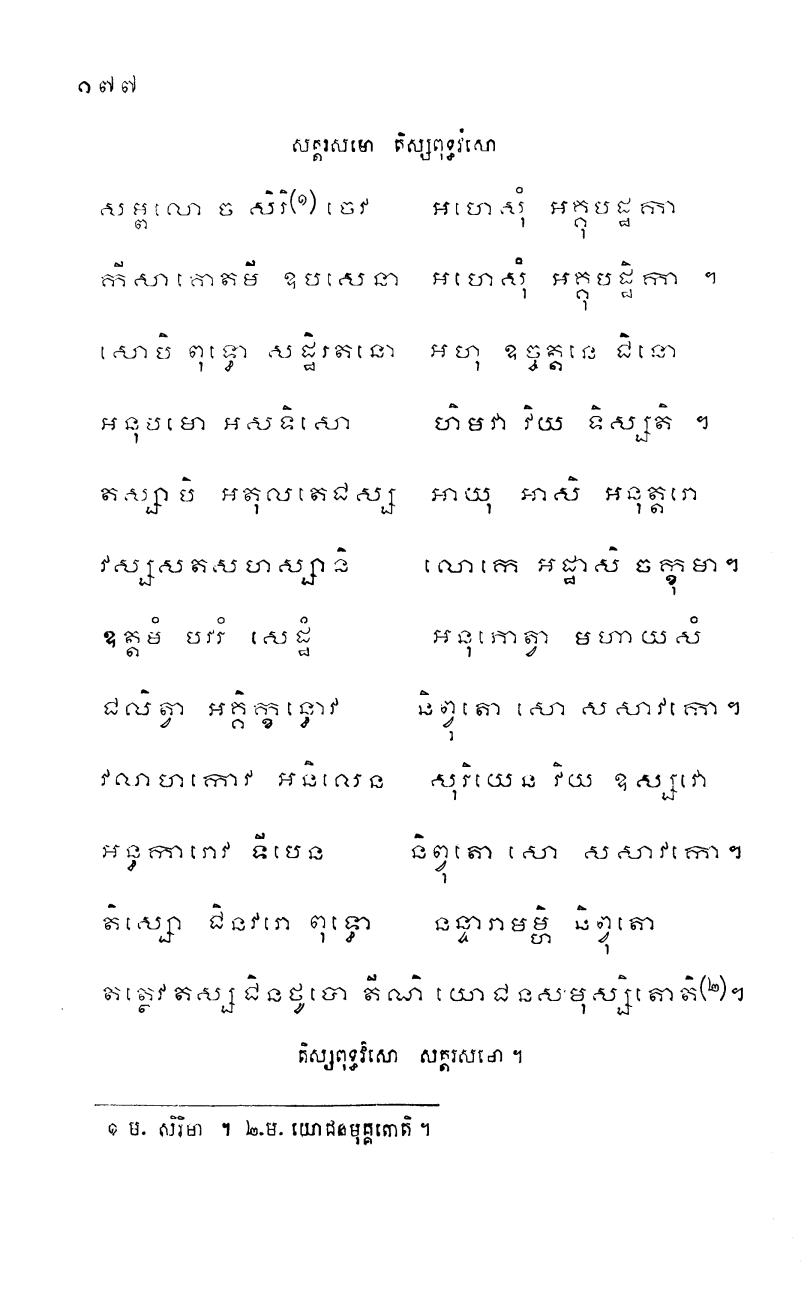 ១៧៧
សត្តរសមោ តិស្សពុទ្ធវំសោ
សម្ពលោ ច សិរិ(១) ចេវ អហេសុំ អគ្គុបដ្ឋកា
កីសាគោតមី ឧបសេនា អហេសុំ អគ្គុបដ្ឋិកា ។
សោបិ ពុទ្ធោ សដ្ឋិរតនោ អហុ ឧច្ចត្តនេ ជិនោ
អនុបមោ អសទិសោ ហិមវា វិយ ទិស្សតិ ។
តស្សាបិ អតុលតេជស្ស អាយុ អាសិ អនុត្តរោ
វស្សសតសហស្សានិ លោកេ អដ្ឋាសិ ចក្ខុមា។
ឧត្តមំ បវរំ សេដ្ឋំ អនុភោត្វា មហាយសំ
ជលិត្វា អគ្គិក្ខន្ធោវ និព្វុតោ សោ សសាវកោ។
វលាហកោវ អនិលេន សុរិយេន វិយ ឧស្សវោ
អន្ធការោវ ទីបេន និព្វុតោ សោ សសាវកោ។
តិស្សោ ជិនវរោ ពុទ្ធោ នន្ទារាមម្ហិ និព្វុតោ
តត្ថេវតស្សជិនថូបោ តីណិ យោជនសមុស្សិតោតិ(២)។
តិស្សពុទ្ធវំសោ សត្តរសមោ ។
១ ម. សិរិមា ។ ២.ម. យោជនមុគ្គតោតិ ។